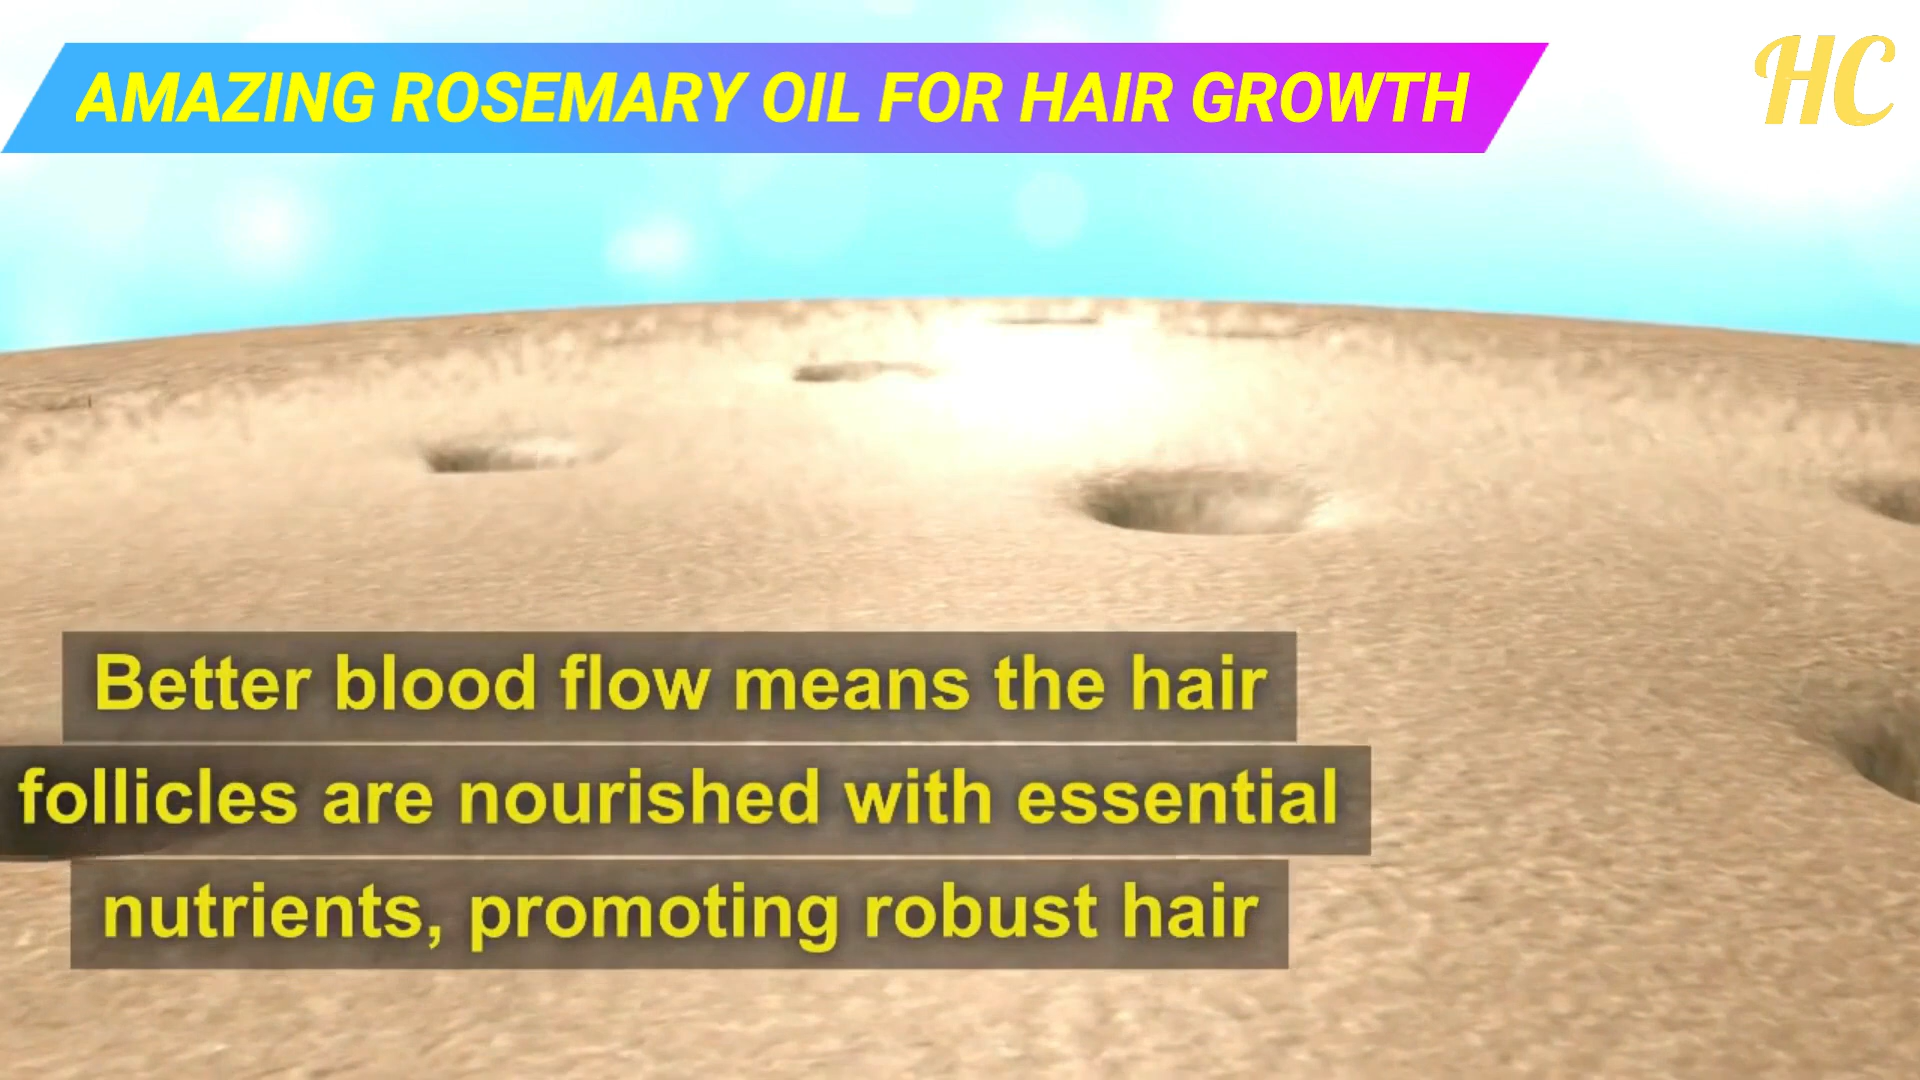 AMAZING ROSEMARY OIL FOR HAIR GROWTH
HC
Better blood flow means the hair
follicles are nourished with essential
nutrients, promoting robust hair